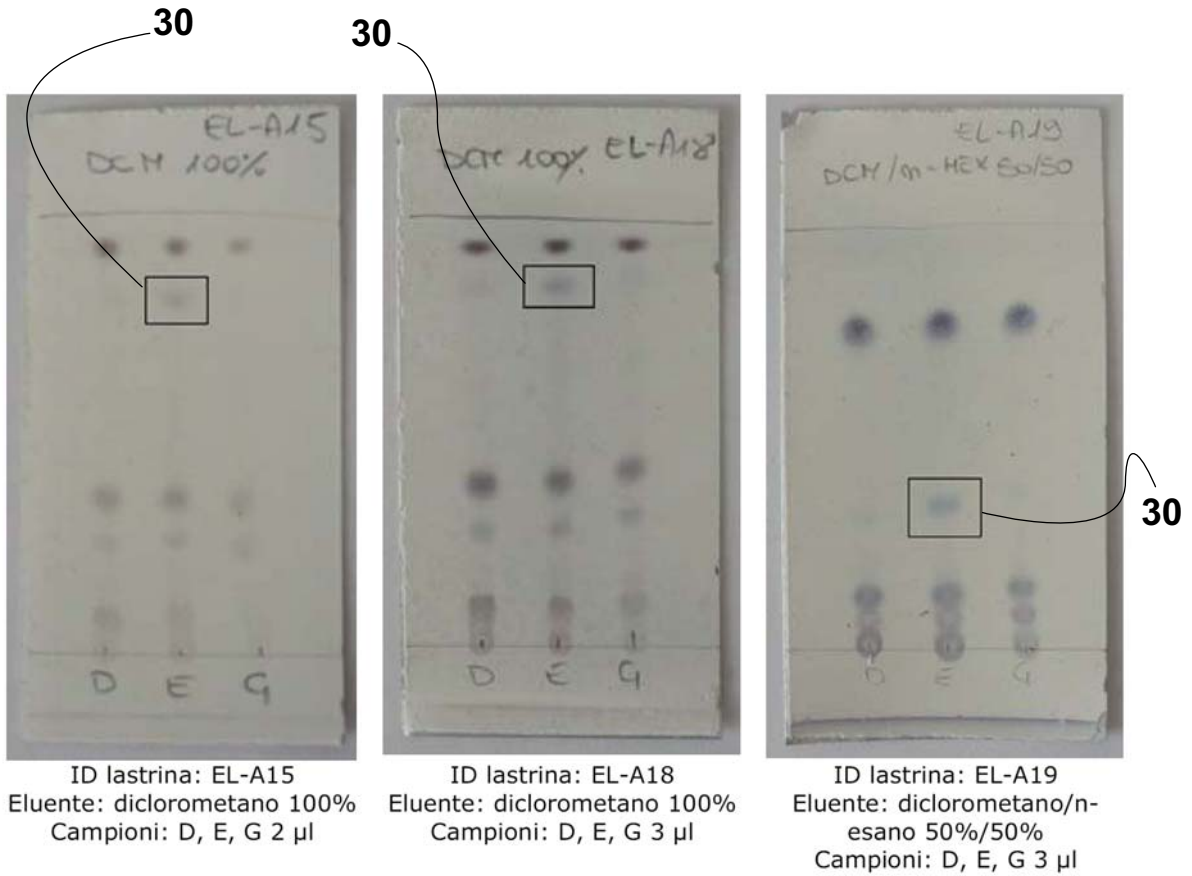 30
30
EL-A15
DCM 100%
D E G
DCM 100% EL-A18
D E G
EL-A19
DCM/n-HEX 50/50
D E G
30
ID lastrina: EL-A15
Eluente: diclorometano 100%
Campioni: D, E, G 2 µl
ID lastrina: EL-A18
Eluente: diclorometano 100%
Campioni: D, E, G 3 µl
ID lastrina: EL-A19
Eluente: diclorometano/n-
esano 50%/50%
Campioni: D, E, G 3 µl